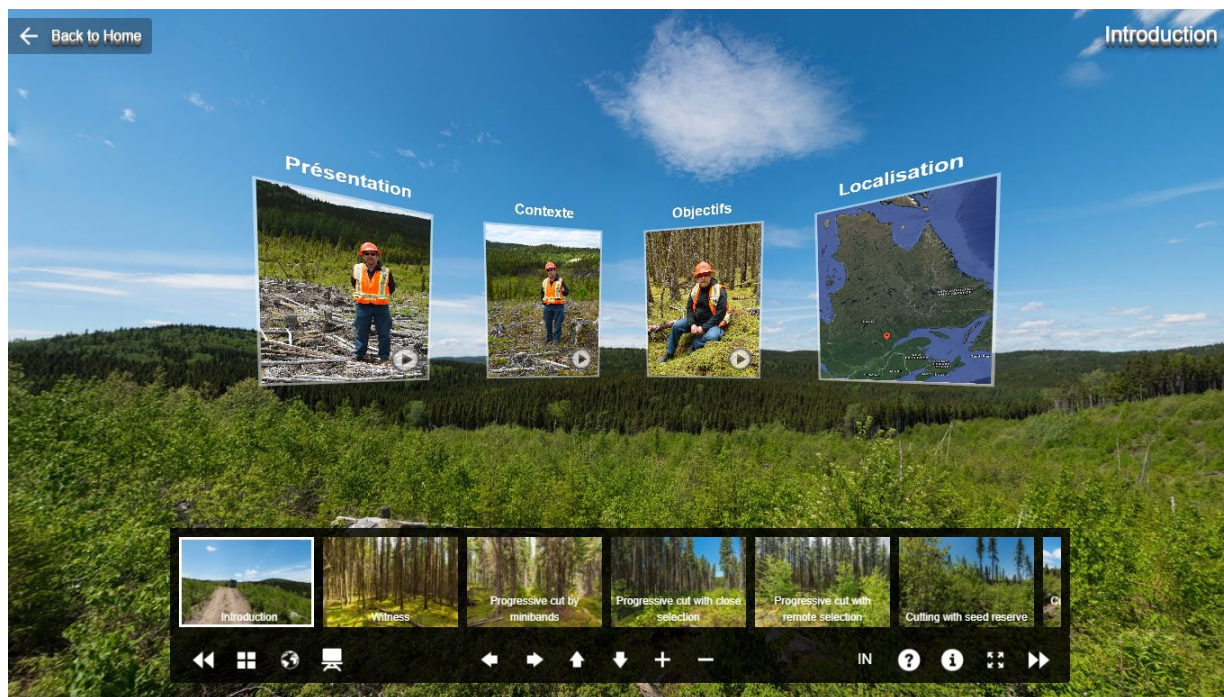 Back to Home
Introduction
Présentation
Contexte
Objectifs
Localisation
Introduction
Witness
Progressive cut by
minibands
Progressive cut with close
selection
Progressive cut with
remote selection
Cutting with seed reserve
IN